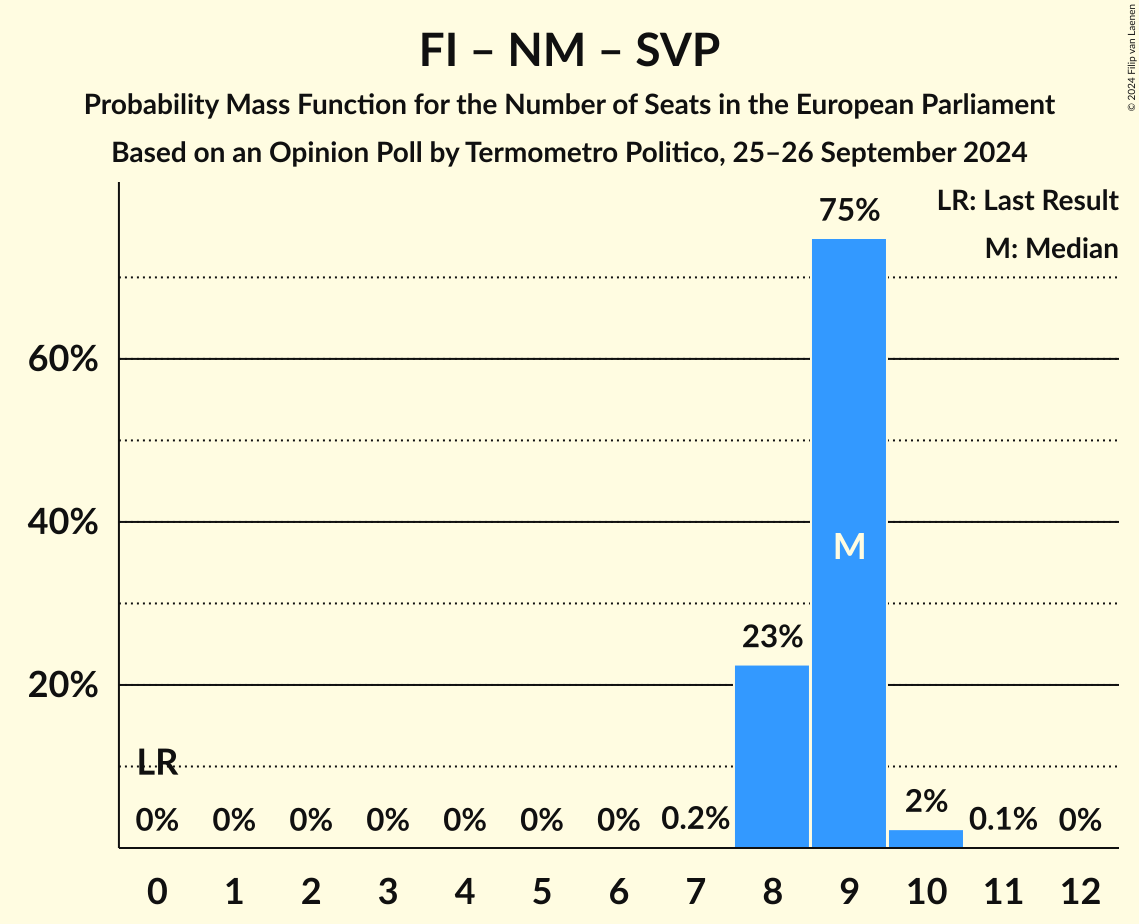 FI – NM – SVP
Probability Mass Function for the Number of Seats in the European Parliament
Based on an Opinion Poll by Termometro Politico, 25–26 September 2024
© 2024 Filip van Laenen
LR: Last Result
M: Median
75%
60%
40%
M
23%
20%
LR
2%
0% 0% 0% 0% 0% 0% 0% 0.2% 0.1% 0%
0 1 2 3 4 5 6 7 8 9 10 11 12